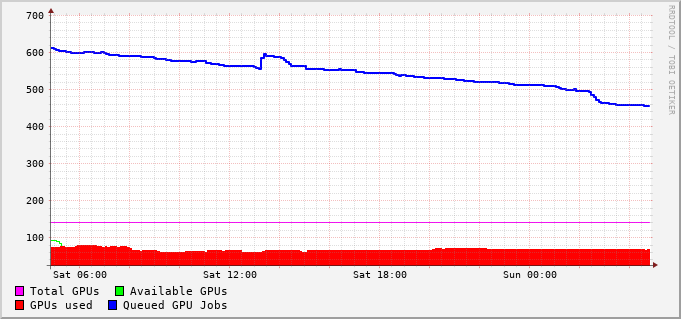 700
600
500
400
300
200
100
Sat 06:00 Sat 12:00 Sat 18:00 Sun 00:00
Total GPUs Available GPUs
GPUs used Queued GPU Jobs
RRDTOOL / TOBI OETIKER